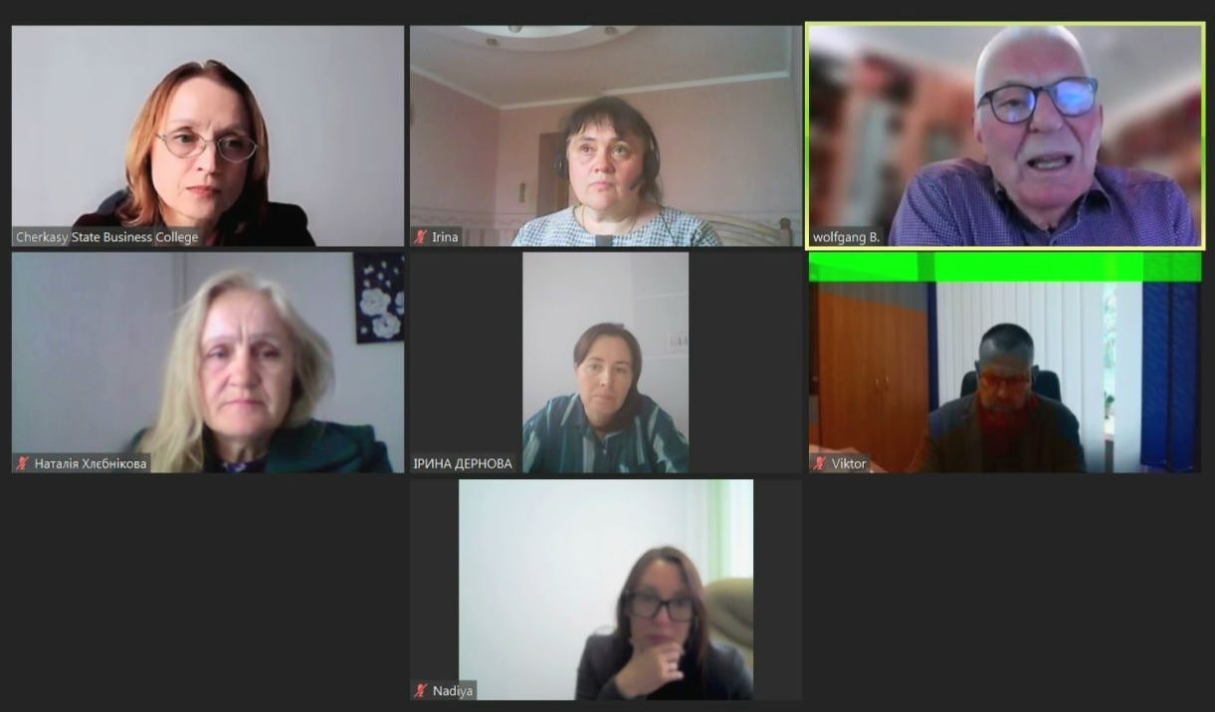 Cherkasy State Business College
Irina
wolfgang B.
Наталія Хлєбнікова
ІРИНА ДЕРНОВА
Viktor
Nadiya